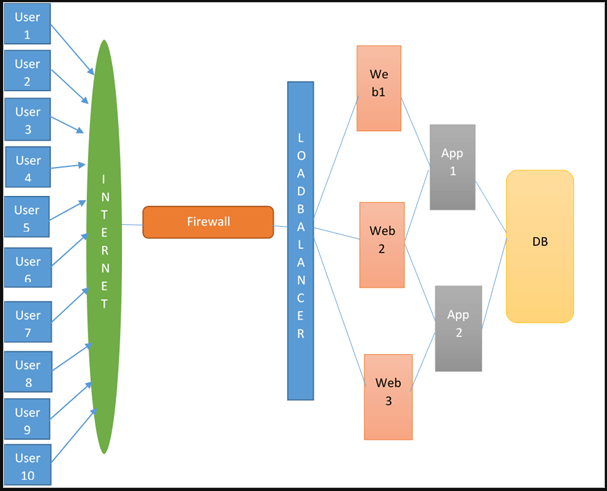 User
1
User
2
User
3
User
4
User
5
User
6
User
7
User
8
User
9
User
10
I
N
T
E
R
N
E
T
Firewall
L
O
A
D
B
A
L
A
N
C
E
R
We
b1
Web
2
Web
3
App
1
App
2
DB